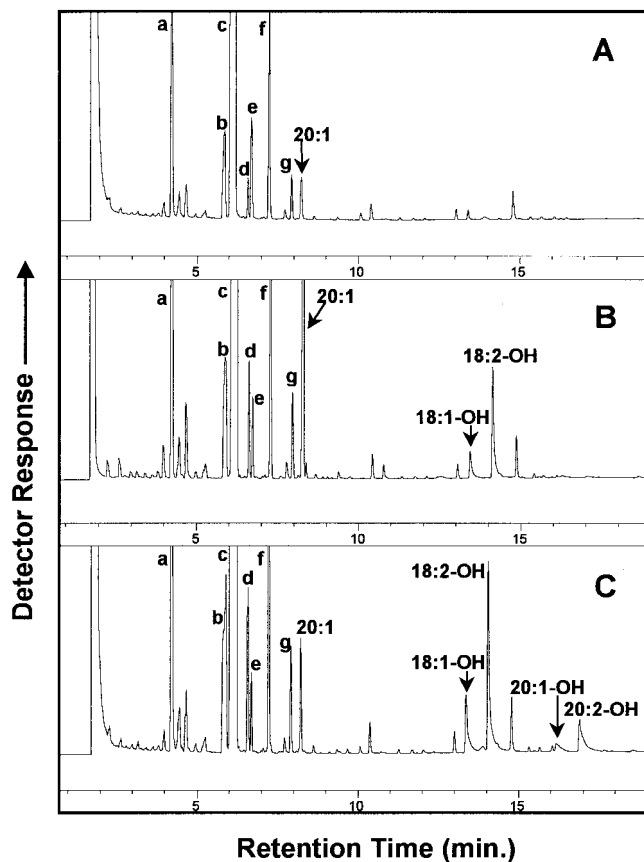 Detector Response
a
c
f
A
b
e
20:1
d
g
5
10
15
a
c
f
20:1
B
b
d
18:2-OH
e
g
18:1-OH
5
10
15
a
c
f
18:2-OH
C
d
b
20:1
g
e
18:1-OH
20:1-OH
20:2-OH
5
10
15
Retention Time (min.)